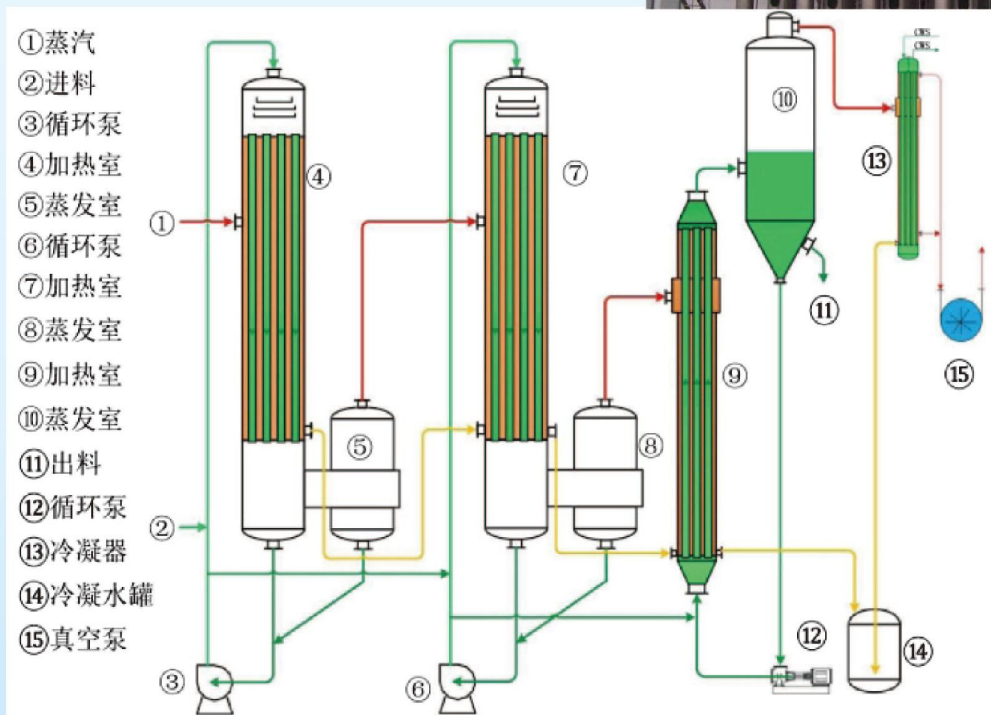 ①蒸汽
②进料
③循环泵
④加热室
⑤蒸发室
⑥循环泵
⑦加热室
⑧蒸发室
⑨加热室
⑩蒸发室
⑪出料
⑫循环泵
⑬冷凝器
⑭冷凝水罐
⑮真空泵
①
②
③
④
⑤
⑥
⑦
⑧
⑨
⑩
⑪
⑫
⑬
⑭
⑮